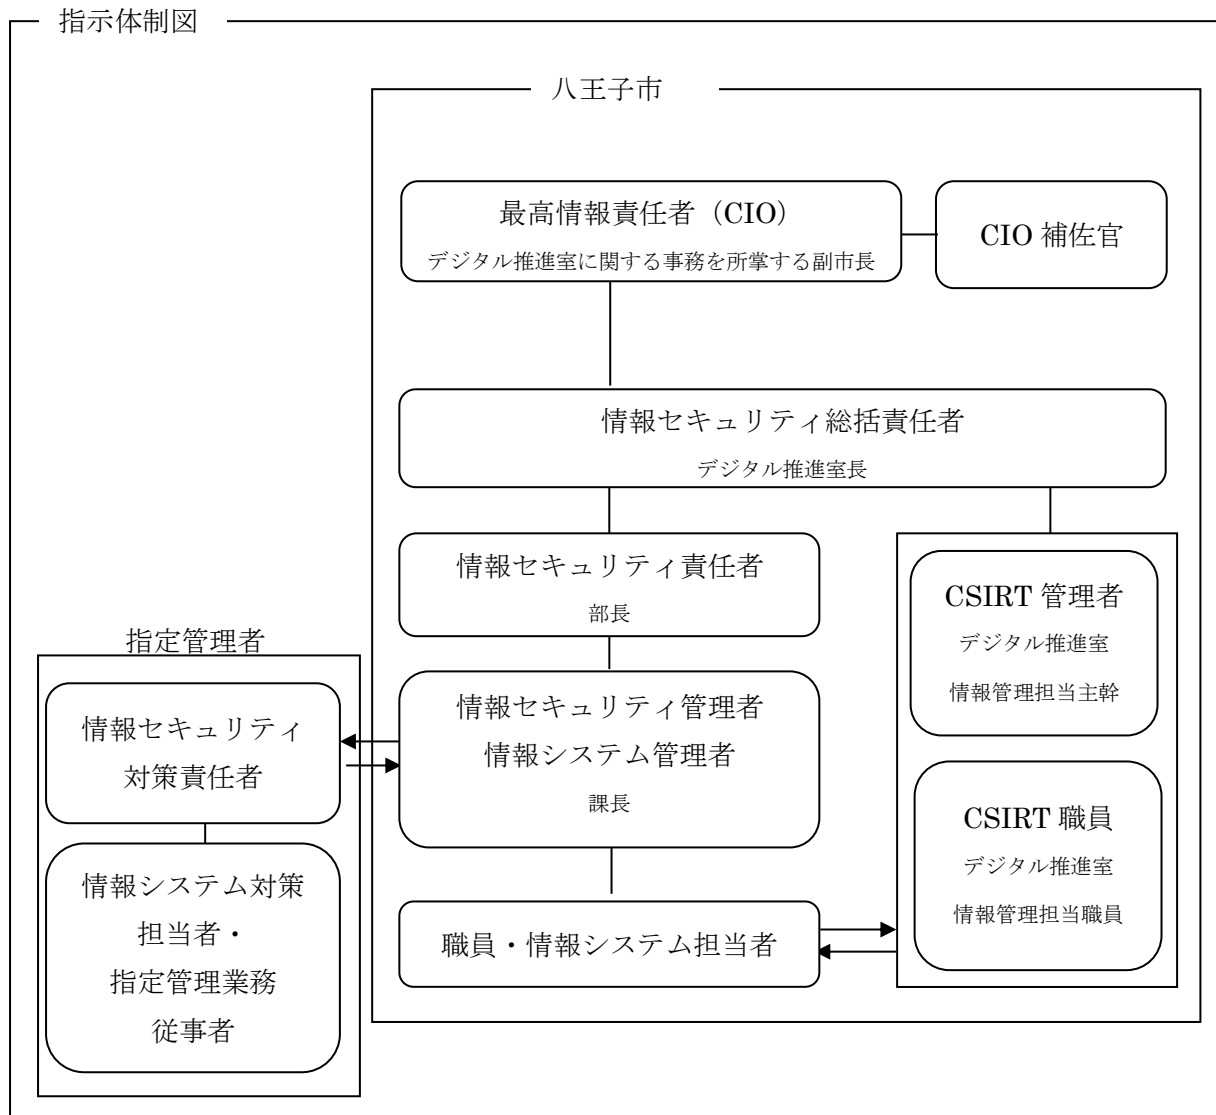 指示体制図
八王子市
最高情報責任者（CIO）
デジタル推進室に関する事務を所掌する副市長
CIO 補佐官
情報セキュリティ総括責任者
デジタル推進室長
情報セキュリティ責任者
部長
CSIRT 管理者
デジタル推進室
情報管理担当主幹
指定管理者
情報セキュリティ
対策責任者
情報セキュリティ管理者
情報システム管理者
課長
CSIRT 職員
デジタル推進室
情報管理担当職員
情報システム対策
担当者・
指定管理業務
従事者
職員・情報システム担当者